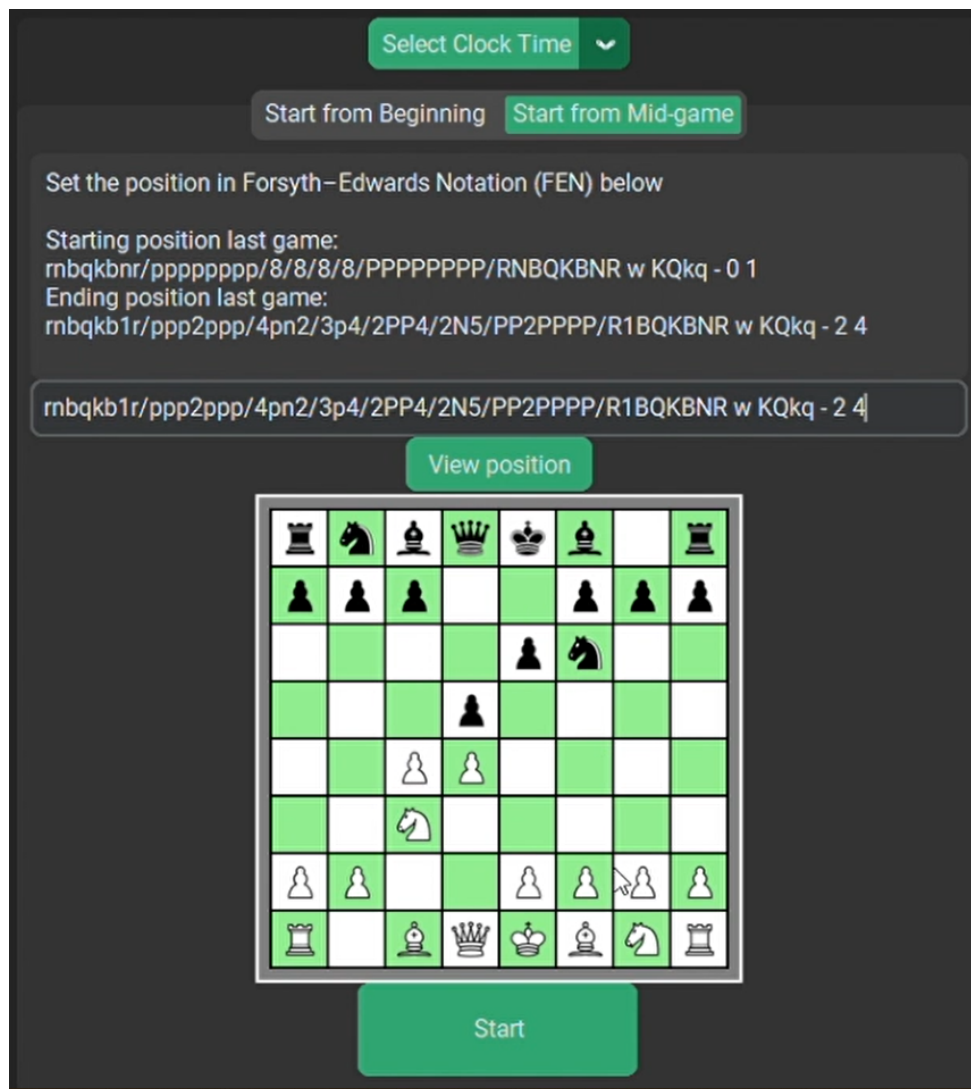 Select Clock Time
Start from Beginning Start from Mid-game
Set the position in Forsyth–Edwards Notation (FEN) below
Starting position last game:
rnbqkbnr/pppppppp/8/8/8/8/PPPPPPPP/RNBQKBNR w KQkq - 0 1
Ending position last game:
rnbqkb1r/ppp2ppp/4pn2/3p4/2PP4/2N5/PP2PPPP/R1BQKBNR w KQkq - 2 4
rnbqkb1r/ppp2ppp/4pn2/3p4/2PP4/2N5/PP2PPPP/R1BQKBNR w KQkq - 2 4
View position
Start